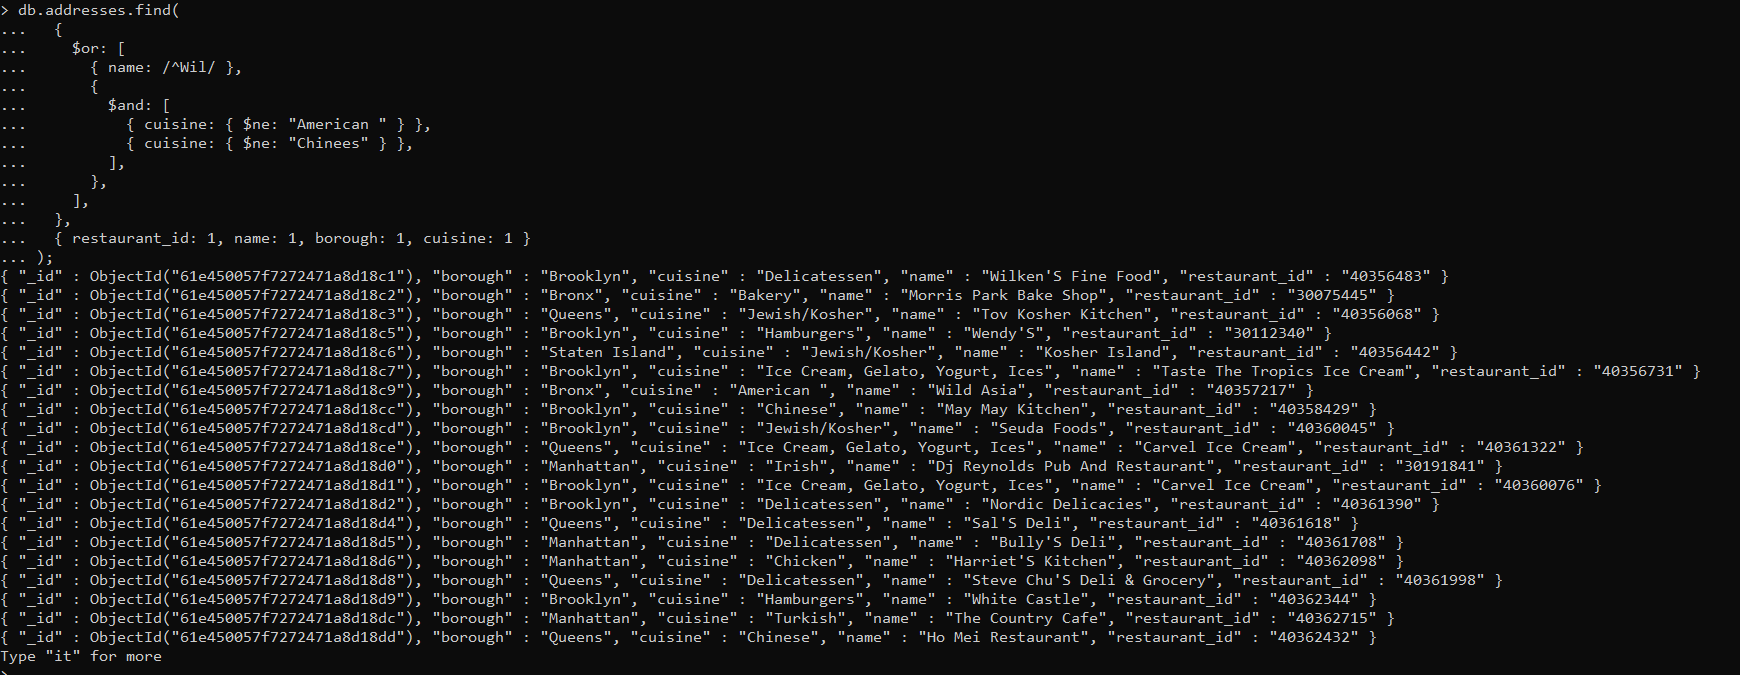 > db.addresses.find(
...   {
...     $or: [
...       { name: /^Wil/ },
...       {
...         $and: [
...           { cuisine: { $ne: "American " } },
...           { cuisine: { $ne: "Chinees" } },
...         ],
...       },
...     ],
...   },
...   { restaurant_id: 1, name: 1, borough: 1, cuisine: 1 }
... );
{ "_id" : ObjectId("61e450057f7272471a8d18c1"), "borough" : "Brooklyn", "cuisine" : "Delicatessen", "name" : "Wilken'S Fine Food", "restaurant_id" : "40356483" }
{ "_id" : ObjectId("61e450057f7272471a8d18c2"), "borough" : "Bronx", "cuisine" : "Bakery", "name" : "Morris Park Bake Shop", "restaurant_id" : "30075445" }
{ "_id" : ObjectId("61e450057f7272471a8d18c3"), "borough" : "Queens", "cuisine" : "Jewish/Kosher", "name" : "Tov Kosher Kitchen", "restaurant_id" : "40356068" }
{ "_id" : ObjectId("61e450057f7272471a8d18c5"), "borough" : "Brooklyn", "cuisine" : "Hamburgers", "name" : "Wendy'S", "restaurant_id" : "30112340" }
{ "_id" : ObjectId("61e450057f7272471a8d18c6"), "borough" : "Staten Island", "cuisine" : "Jewish/Kosher", "name" : "Kosher Island", "restaurant_id" : "40356442" }
{ "_id" : ObjectId("61e450057f7272471a8d18c7"), "borough" : "Brooklyn", "cuisine" : "Ice Cream, Gelato, Yogurt, Ices", "name" : "Taste The Tropics Ice Cream", "restaurant_id" : "40356731" }
{ "_id" : ObjectId("61e450057f7272471a8d18c9"), "borough" : "Bronx", "cuisine" : "American ", "name" : "Wild Asia", "restaurant_id" : "40357217" }
{ "_id" : ObjectId("61e450057f7272471a8d18cc"), "borough" : "Brooklyn", "cuisine" : "Chinese", "name" : "May May Kitchen", "restaurant_id" : "40358429" }
{ "_id" : ObjectId("61e450057f7272471a8d18cd"), "borough" : "Brooklyn", "cuisine" : "Jewish/Kosher", "name" : "Seuda Foods", "restaurant_id" : "40360045" }
{ "_id" : ObjectId("61e450057f7272471a8d18ce"), "borough" : "Queens", "cuisine" : "Ice Cream, Gelato, Yogurt, Ices", "name" : "Carvel Ice Cream", "restaurant_id" : "40361322" }
{ "_id" : ObjectId("61e450057f7272471a8d18d0"), "borough" : "Manhattan", "cuisine" : "Irish", "name" : "Dj Reynolds Pub And Restaurant", "restaurant_id" : "30191841" }
{ "_id" : ObjectId("61e450057f7272471a8d18d1"), "borough" : "Brooklyn", "cuisine" : "Ice Cream, Gelato, Yogurt, Ices", "name" : "Carvel Ice Cream", "restaurant_id" : "40360076" }
{ "_id" : ObjectId("61e450057f7272471a8d18d2"), "borough" : "Brooklyn", "cuisine" : "Delicatessen", "name" : "Nordic Delicacies", "restaurant_id" : "40361390" }
{ "_id" : ObjectId("61e450057f7272471a8d18d4"), "borough" : "Queens", "cuisine" : "Delicatessen", "name" : "Sal'S Deli", "restaurant_id" : "40361618" }
{ "_id" : ObjectId("61e450057f7272471a8d18d5"), "borough" : "Manhattan", "cuisine" : "Delicatessen", "name" : "Bully'S Deli", "restaurant_id" : "40361708" }
{ "_id" : ObjectId("61e450057f7272471a8d18d6"), "borough" : "Manhattan", "cuisine" : "Chicken", "name" : "Harriet'S Kitchen", "restaurant_id" : "40362098" }
{ "_id" : ObjectId("61e450057f7272471a8d18d8"), "borough" : "Queens", "cuisine" : "Delicatessen", "name" : "Steve Chu'S Deli & Grocery", "restaurant_id" : "40361998" }
{ "_id" : ObjectId("61e450057f7272471a8d18d9"), "borough" : "Brooklyn", "cuisine" : "Hamburgers", "name" : "White Castle", "restaurant_id" : "40362344" }
{ "_id" : ObjectId("61e450057f7272471a8d18dc"), "borough" : "Manhattan", "cuisine" : "Turkish", "name" : "The Country Cafe", "restaurant_id" : "40362715" }
{ "_id" : ObjectId("61e450057f7272471a8d18dd"), "borough" : "Queens", "cuisine" : "Chinese", "name" : "Ho Mei Restaurant", "restaurant_id" : "40362432" }
Type "it" for more
>